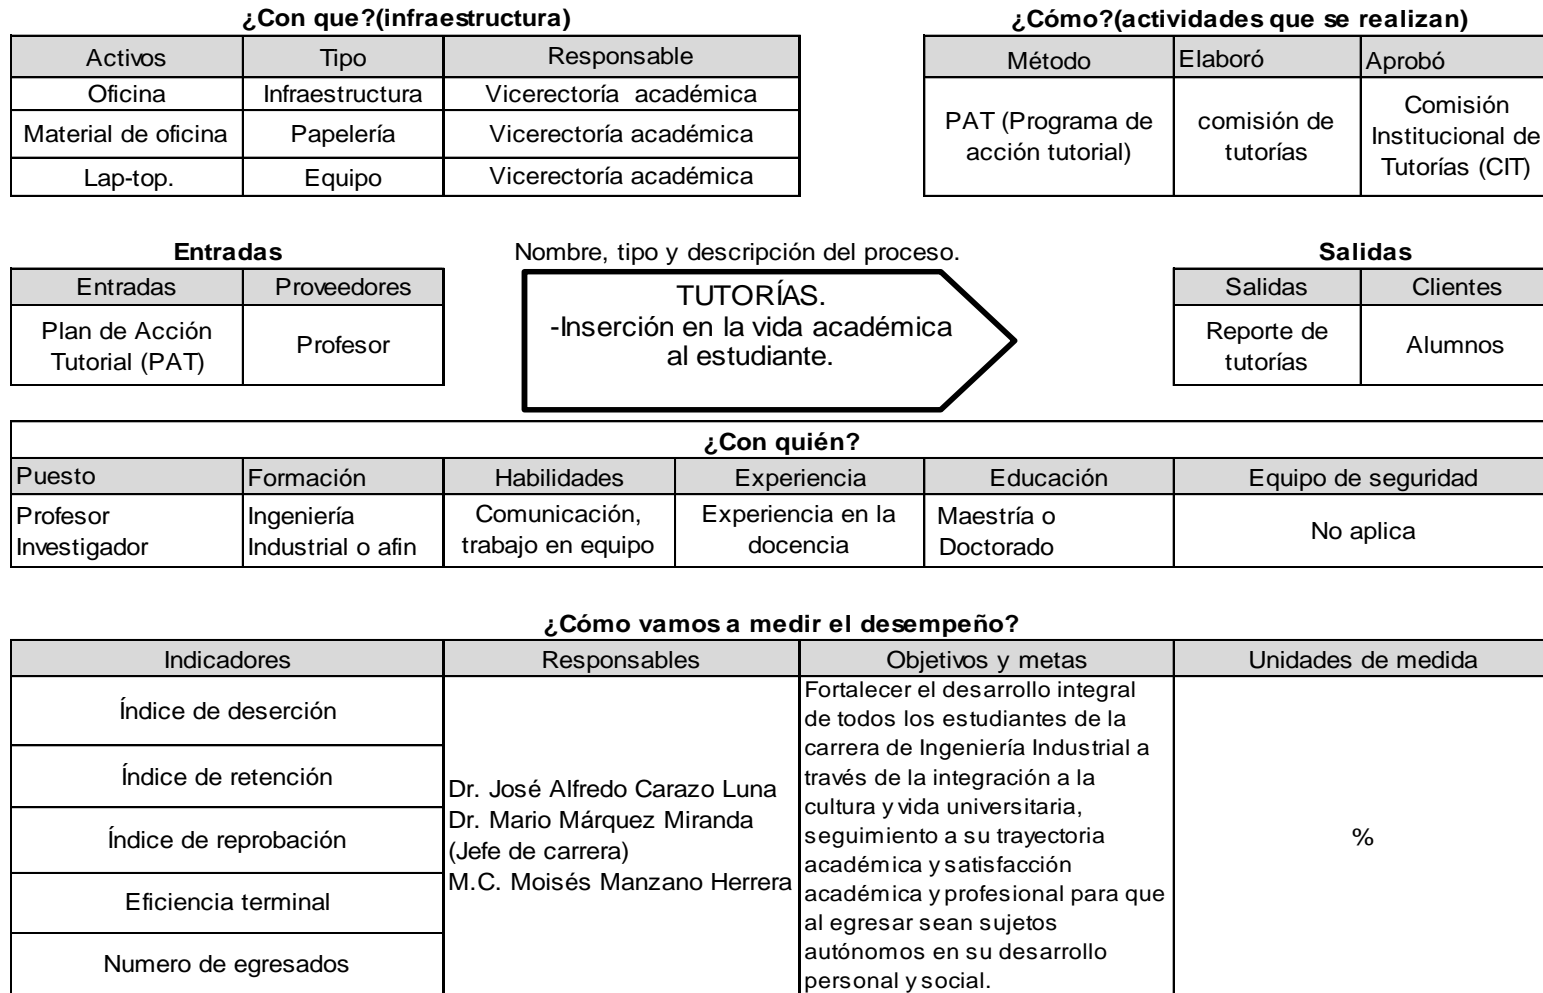 ¿Con que?(infraestructura)
Activos Tipo Responsable
Oficina Infraestructura Vicerectoría académica
Material de oficina Papelería Vicerectoría académica
Lap-top. Equipo Vicerectoría académica
¿Cómo?(actividades que se realizan)
Método Elaboró Aprobó
PAT (Programa de
acción tutorial)
comisión de
tutorías
Comisión
Institucional de
Tutorías (CIT)
Entradas
Entradas Proveedores
Plan de Acción
Tutorial (PAT)
Profesor
Nombre, tipo y descripción del proceso.
TUTORÍAS.
-Inserción en la vida académica
al estudiante.
Salidas
Salidas Clientes
Reporte de
tutorías
Alumnos
¿Con quién?
Puesto Formación Habilidades Experiencia Educación Equipo de seguridad
Profesor
Investigador
Ingeniería
Industrial o afin
Comunicación,
trabajo en equipo
Experiencia en la
docencia
Maestría o
Doctorado
No aplica
¿Cómo vamos a medir el desempeño?
Indicadores Responsables Objetivos y metas Unidades de medida
Índice de deserción
Índice de retención
Índice de reprobación
Eficiencia terminal
Numero de egresados
Dr. José Alfredo Carazo Luna
Dr. Mario Márquez Miranda
(Jefe de carrera)
M.C. Moisés Manzano Herrera
Fortalecer el desarrollo integral
de todos los estudiantes de la
carrera de Ingeniería Industrial a
través de la integración a la
cultura y vida universitaria,
seguimiento a su trayectoria
académica y satisfacción
académica y profesional para que
al egresar sean sujetos
autónomos en su desarrollo
personal y social.
%